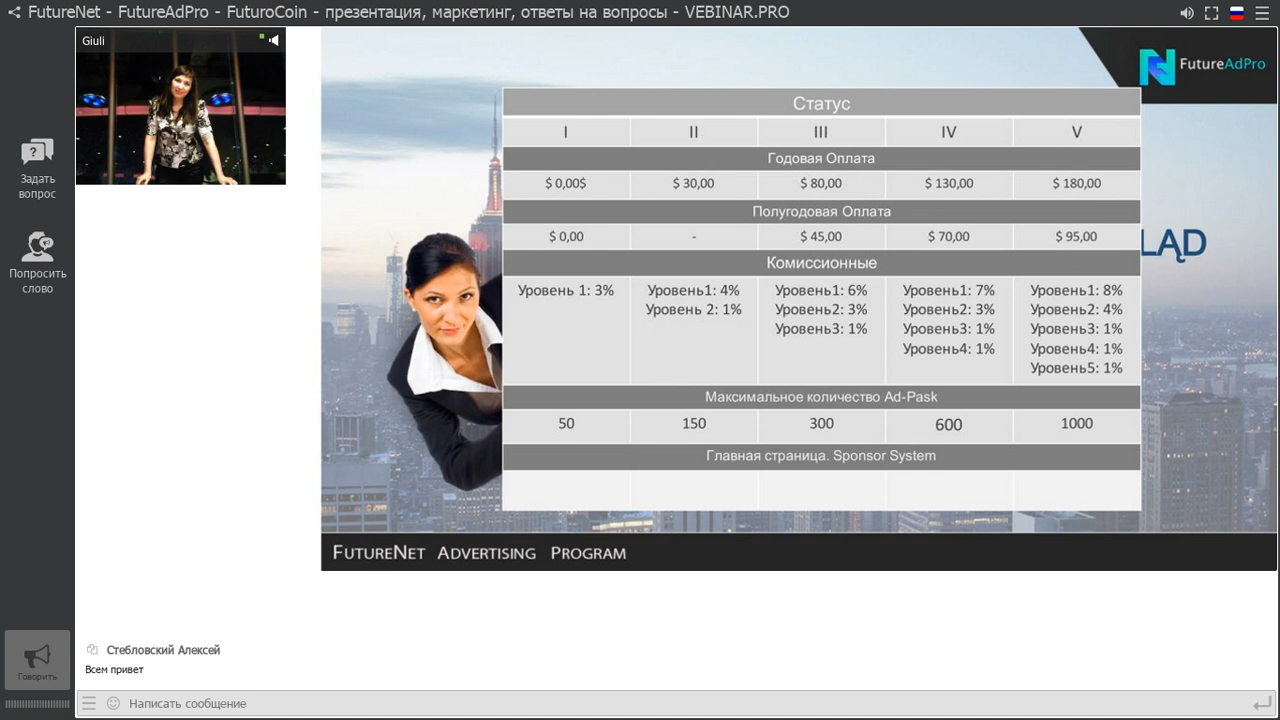 FutureNet - FutureAdPro - FuturoCoin - презентация, маркетинг, ответы на вопросы - VEBINAR.PRO
Giuli
Задать
вопрос
Попросить
слово
FutureAdPro
Статус
I II III IV V
Годовая Оплата
$ 0,00$ $ 30,00 $ 80,00 $ 130,00 $ 180,00
Полугодовая Оплата
$ 0,00 - $ 45,00 $ 70,00 $ 95,00
LĄD
Комиссионные
Уровень 1: 3% Уровень1: 4% Уровень1: 6% Уровень1: 7% Уровень1: 8%
Уровень 2: 1% Уровень2: 3% Уровень2: 3% Уровень2: 4%
Уровень3: 1% Уровень3: 1% Уровень3: 1%
Уровень4: 1% Уровень4: 1%
Уровень5: 1%
Максимальное количество Ad-Pask
50 150 300 600 1000
Главная страница. Sponsor System
FUTURENET ADVERTISING PROGRAM
Стебловский Алексей
Всем привет
Говорить
Написать сообщение